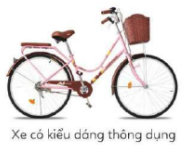 Xe có kiểu dáng thông dụng